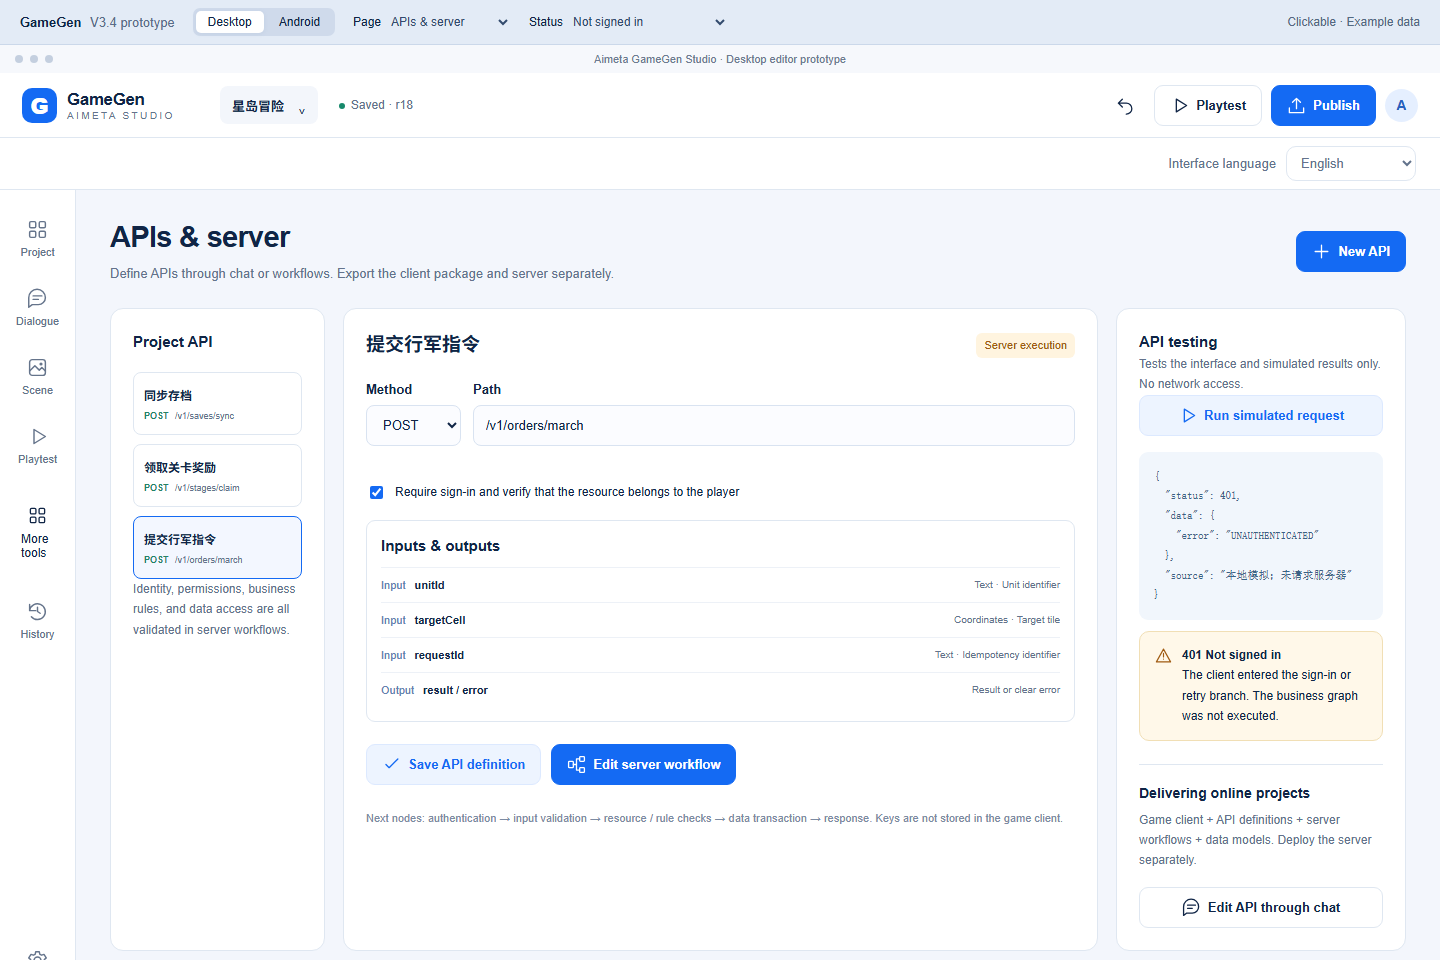 GameGen V3.4 prototype Desktop Android Page APIs & server Status Not signed in Clickable · Example data
Aimeta GameGen Studio · Desktop editor prototype
G GameGen
AIMETA STUDIO
星岛冒险
Saved · r18
Playtest
Publish
A
Interface language English
Project
Dialogue
Scene
Playtest
More
tools
History
APIs & server
Define APIs through chat or workflows. Export the client package and server separately.
New API
Project API
同步存档
POST /v1/saves/sync
领取关卡奖励
POST /v1/stages/claim
提交行军指令
POST /v1/orders/march
Identity, permissions, business
rules, and data access are all
validated in server workflows.
提交行军指令
Server execution
Method Path
POST /v1/orders/march
Require sign-in and verify that the resource belongs to the player
Inputs & outputs
Input unitId Text · Unit identifier
Input targetCell Coordinates · Target tile
Input requestId Text · Idempotency identifier
Output result / error Result or clear error
Save API definition
Edit server workflow
Next nodes: authentication → input validation → resource / rule checks → data transaction → response. Keys are not stored in the game client.
API testing
Tests the interface and simulated results only.
No network access.
Run simulated request
{
"status": 401,
"data": {
"error": "UNAUTHENTICATED"
},
"source": "本地模拟；未请求服务器"
}
401 Not signed in
The client entered the sign-in or
retry branch. The business graph
was not executed.
Delivering online projects
Game client + API definitions + server
workflows + data models. Deploy the server
separately.
Edit API through chat